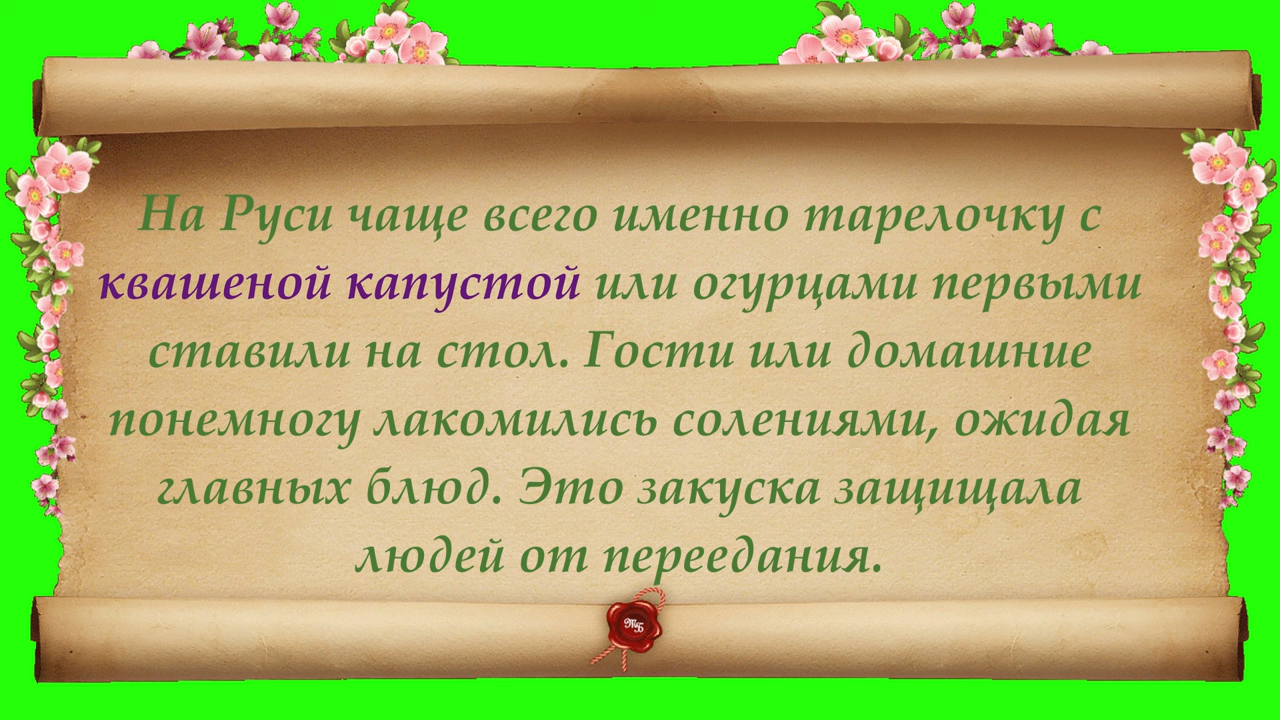 На Руси чаще всего именно тарелочку с
квашеной капустой или огурцами первыми
ставили на стол. Гости или домашние
понемногу лакомились солениями, ожидая
главных блюд. Это закуска защищала
людей от переедания.